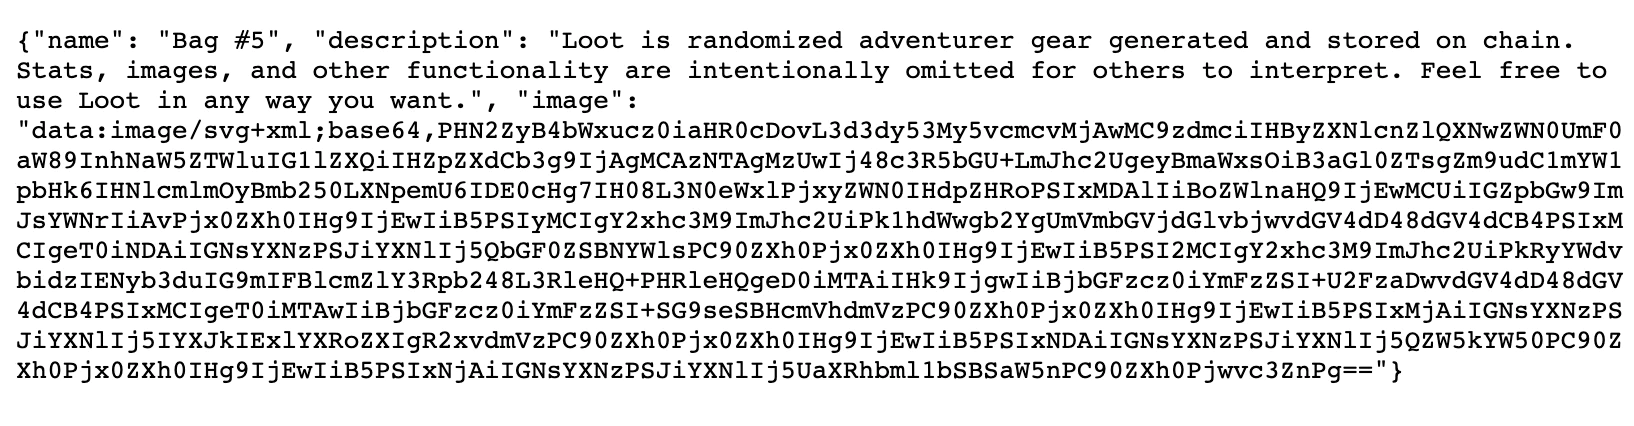 {"name": "Bag #5", "description": "Loot is randomized adventurer gear generated and stored on chain.
Stats, images, and other functionality are intentionally omitted for others to interpret. Feel free to
use Loot in any way you want.", "image":
"data:image/svg+xml;base64,PHN2ZyB4bWxucz0iaHR0cDovL3d3dy53My5vcmcvMjAwMC9zdmciIHByZXNlcnZlQXNwZWN0UmF0
aW89InhNaW5ZTWluIG1lZXQiIHZpZXdCb3g9IjAgMCAzNTAgMzUwIj48c3R5bGU+LmJhc2UgeyBmaWxsOiB3aGl0ZTsgZm9udC1mYW1
pbHk6IHNlcmlmOyBmb250LXNpemU6IDE0cHg7IH08L3N0eWxlPjxyZWN0IHdpZHRoPSIxMDAlIiBoZWlnaHQ9IjEwMCUiIGZpbGw9Im
JsYWNrIiAvPjx0ZXh0IHg9IjEwIiB5PSIyMCIgY2xhc3M9ImJhc2UiPk1hdWwgb2YgUmVmbGVjdGlvbjwvdGV4dD48dGV4dCB4PSIxM
CIgeT0iNDAiIGNsYXNzPSJiYXNlIj5QbGF0ZSBNYWlsPC90ZXh0Pjx0ZXh0IHg9IjEwIiB5PSI2MCIgY2xhc3M9ImJhc2UiPkRyYWdv
bidzIENyb3duIG9mIFBlcmZlY3Rpb248L3RleHQ+PHRleHQgeD0iMTAiIHk9IjgwIiBjbGFzcz0iYmFzZSI+U2FzaDwvdGV4dD48dGV
4dCB4PSIxMCIgeT0iMTAwIiBjbGFzcz0iYmFzZSI+SG9seSBHcmVhdmVzPC90ZXh0Pjx0ZXh0IHg9IjEwIiB5PSIxMjAiIGNsYXNzPS
JiYXNlIj5IYXJkIExlYXRoZXIgR2xvdmVzPC90ZXh0Pjx0ZXh0IHg9IjEwIiB5PSIxNDAiIGNsYXNzPSJiYXNlIj5QZW5kYW50PC90Z
Xh0Pjx0ZXh0IHg9IjEwIiB5PSIxNjAiIGNsYXNzPSJiYXNlIj5UaXRhbml1bSBSaW5nPC90ZXh0Pjwvc3ZnPg=="}